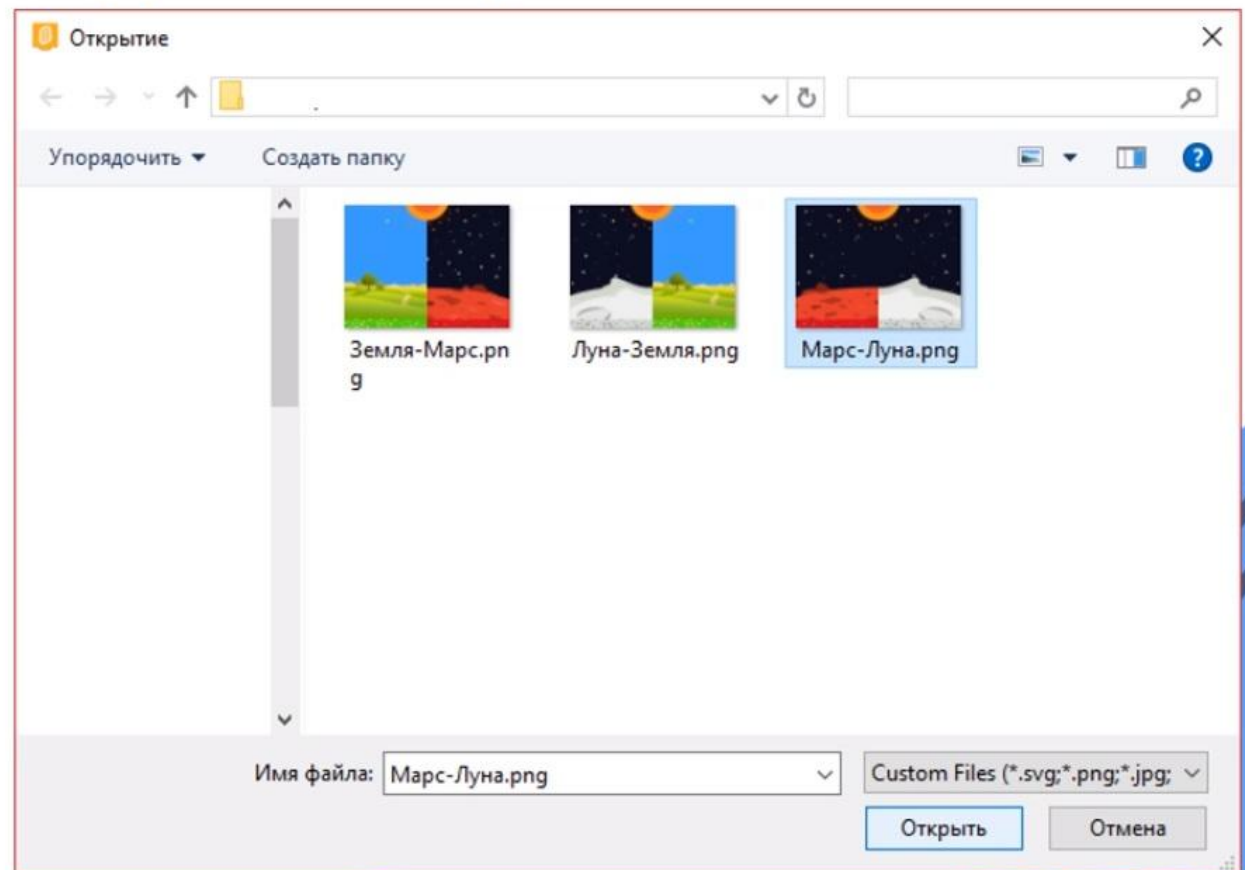 Открытие
Упорядочить
Создать папку
Земля-Марс.pn
g
Луна-Земля.png
Марс-Луна.png
Имя файла:
Марс-Луна.png
Custom Files (*.svg;*.png;*.jpg;
Открыть
Отмена